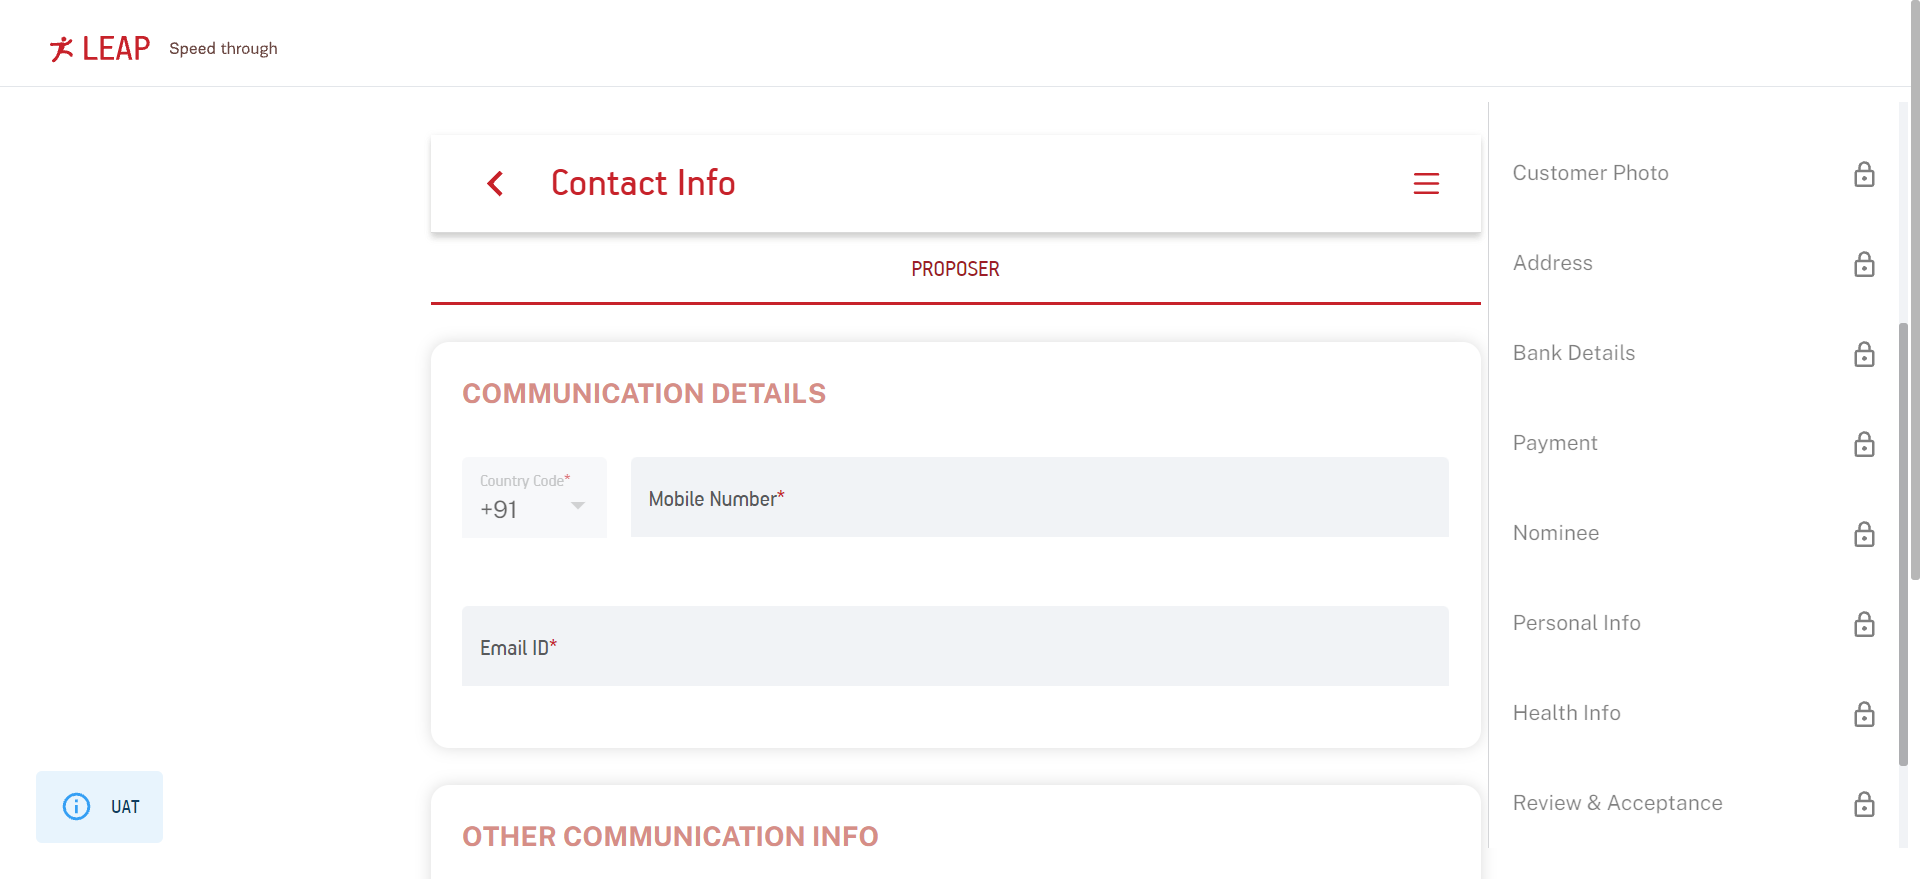 LEAP Speed through
Contact Info
PROPOSER
COMMUNICATION DETAILS
Country Code*
+91
Mobile Number*
Email ID*
OTHER COMMUNICATION INFO
Customer Photo
Address
Bank Details
Payment
Nominee
Personal Info
Health Info
Review & Acceptance
UAT